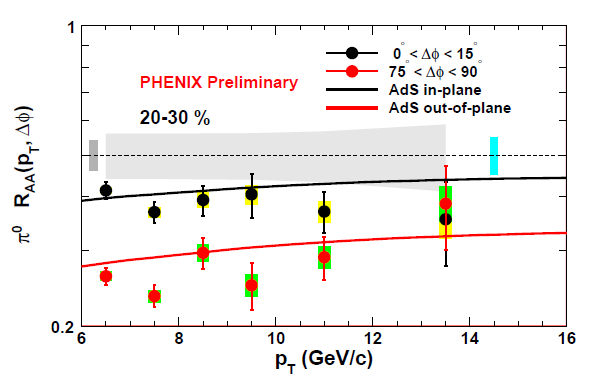 1
0° < Δϕ < 15°
75° < Δϕ < 90°
AdS in-plane
AdS out-of-plane
PHENIX Preliminary
20-30 %
π⁰ R_AA(p_T, Δϕ)
0.2
6 8 10 12 14 16
p_T (GeV/c)